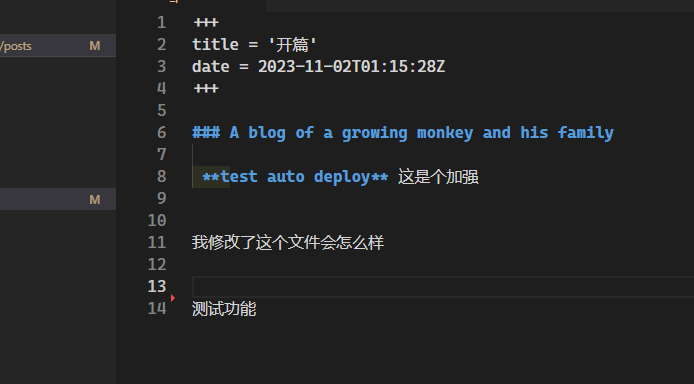 /posts M
M
1 +++
2 title = '开篇'
3 date = 2023-11-02T01:15:28Z
4 +++
5
6 ### A blog of a growing monkey and his family
7
8 **test auto deploy** 这是个加强
9
10
11 我修改了这个文件会怎么样
12
13
14 测试功能